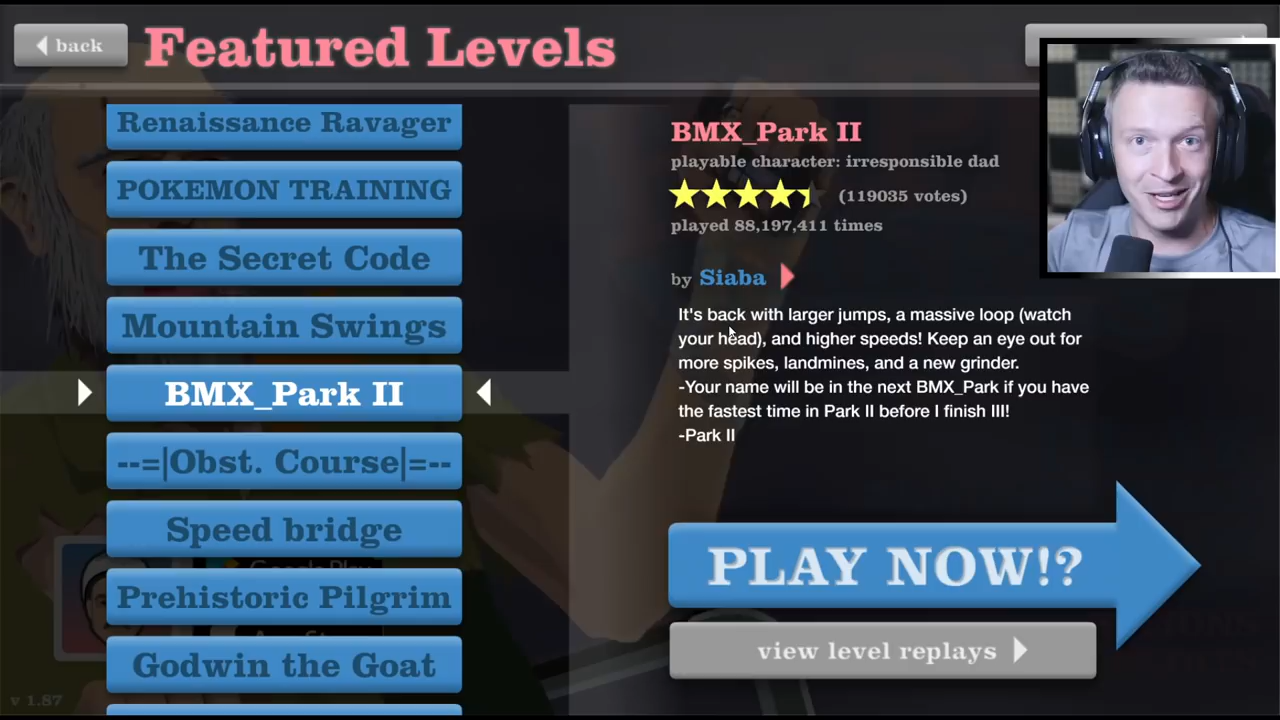 back
Featured Levels
Renaissance Ravager
POKEMON TRAINING
The Secret Code
Mountain Swings
BMX_Park II
--=|Obst. Course|=--
Speed bridge
Prehistoric Pilgrim
Godwin the Goat
v 1.87
BMX_Park II
playable character: irresponsible dad
(119035 votes)
played 88,197,411 times
by Siaba
It's back with larger jumps, a massive loop (watch
your head), and higher speeds! Keep an eye out for
more spikes, landmines, and a new grinder.
-Your name will be in the next BMX_Park if you have
the fastest time in Park II before I finish III!
-Park II
PLAY NOW!?
view level replays